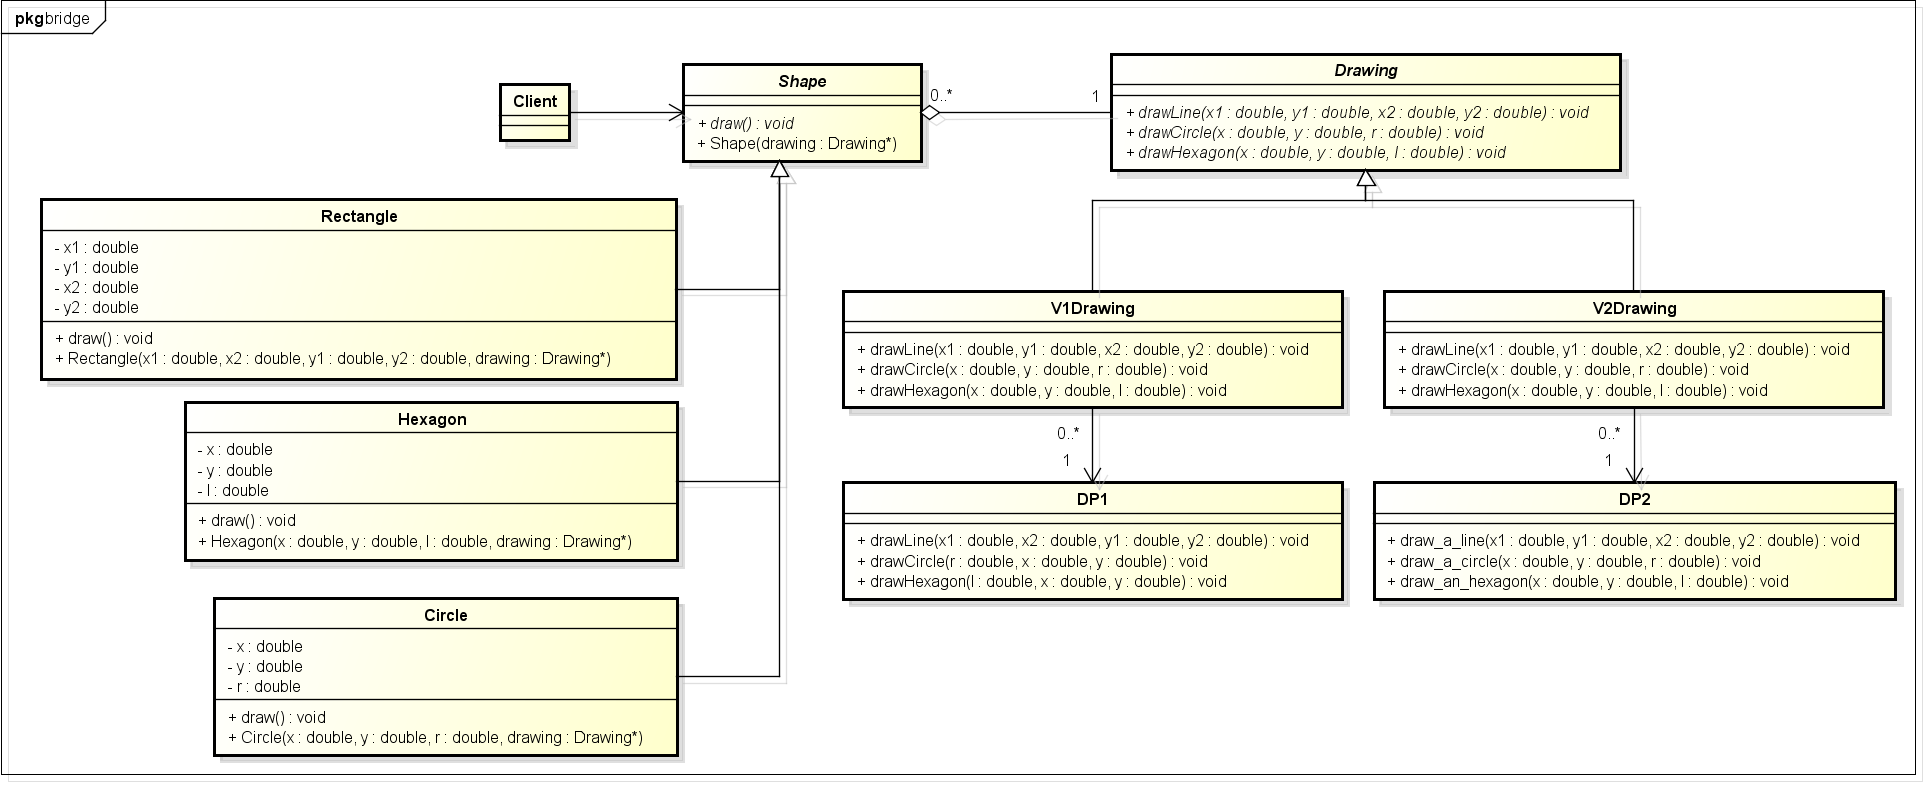 pkg bridge
Client
Shape
+ draw() : void
+ Shape(drawing : Drawing*)
0..*
1
Drawing
+ drawLine(x1 : double, y1 : double, x2 : double, y2 : double) : void
+ drawCircle(x : double, y : double, r : double) : void
+ drawHexagon(x : double, y : double, l : double) : void
Rectangle
- x1 : double
- y1 : double
- x2 : double
- y2 : double
+ draw() : void
+ Rectangle(x1 : double, x2 : double, y1 : double, y2 : double, drawing : Drawing*)
Hexagon
- x : double
- y : double
- l : double
+ draw() : void
+ Hexagon(x : double, y : double, l : double, drawing : Drawing*)
Circle
- x : double
- y : double
- r : double
+ draw() : void
+ Circle(x : double, y : double, r : double, drawing : Drawing*)
V1Drawing
+ drawLine(x1 : double, y1 : double, x2 : double, y2 : double) : void
+ drawCircle(x : double, y : double, r : double) : void
+ drawHexagon(x : double, y : double, l : double) : void
0..*
1
DP1
+ drawLine(x1 : double, x2 : double, y1 : double, y2 : double) : void
+ drawCircle(r : double, x : double, y : double) : void
+ drawHexagon(l : double, x : double, y : double) : void
V2Drawing
+ drawLine(x1 : double, y1 : double, x2 : double, y2 : double) : void
+ drawCircle(x : double, y : double, r : double) : void
+ drawHexagon(x : double, y : double, l : double) : void
0..*
1
DP2
+ draw_a_line(x1 : double, y1 : double, x2 : double, y2 : double) : void
+ draw_a_circle(x : double, y : double, r : double) : void
+ draw_an_hexagon(x : double, y : double, l : double) : void